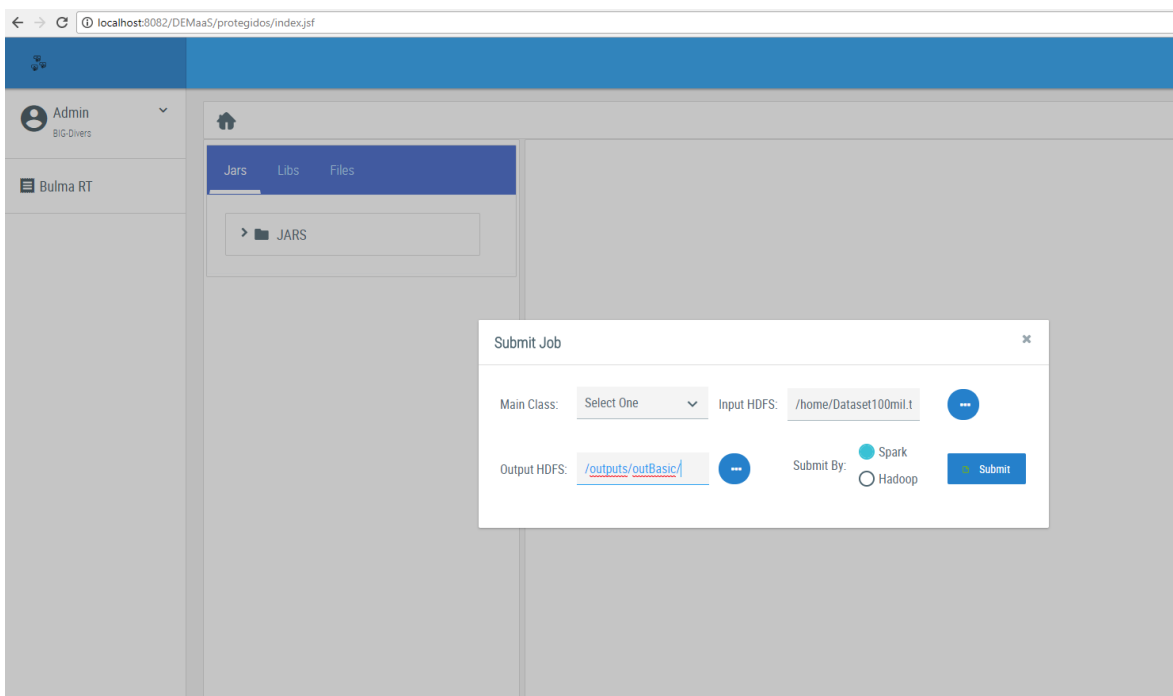 localhost:8082/DEMaaS/protegidos/index.jsf
Admin
BIG-Divers
Bulma RT
Jars Libs Files
JARS
Submit Job
Main Class: Select One Input HDFS: /home/Dataset100mil.t
Output HDFS: /outputs/outBasic/ Submit By: Spark
Hadoop
Submit